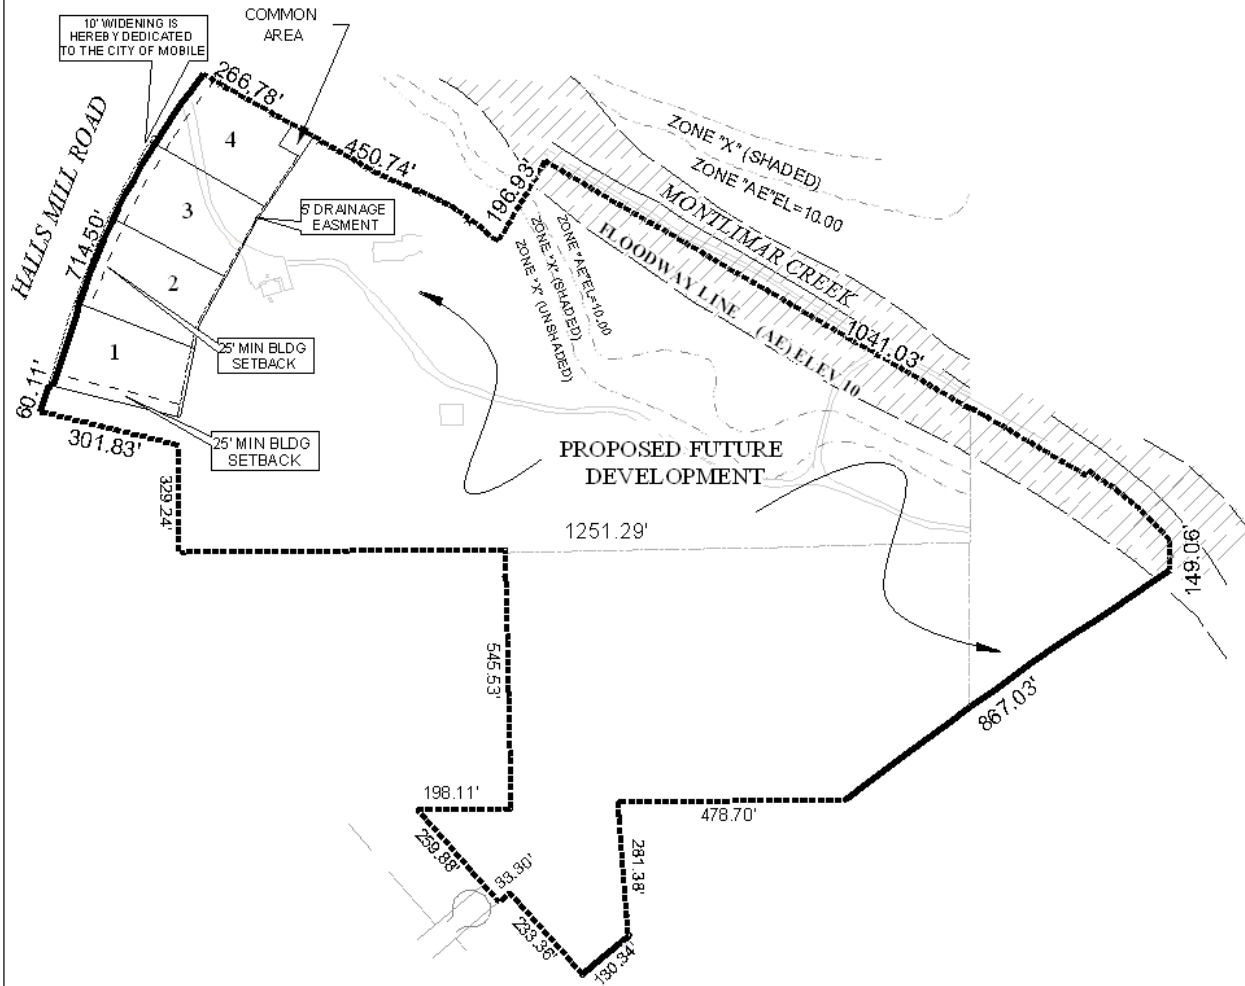 10' WIDENING IS
HEREBY DEDICATED
TO THE CITY OF MOBILE
COMMON
AREA
266.78'
HALLS MILL ROAD
4
450.74'
196.93'
ZONE "X" (SHADED)
ZONE "AE"EL=10.00
MONTLIMAR CREEK
3
5' DRAINAGE
EASMENT
714.50'
2
ZONE "AE"EL=10.00
ZONE "X" (SHADED)
ZONE "X" (UNSHADED)
FLOODWAY LINE (AE) ELEV 10
1041.03'
1
25' MIN BLDG
SETBACK
60.11'
301.83'
25' MIN BLDG
SETBACK
PROPOSED FUTURE
DEVELOPMENT
329.24'
1251.29'
149.06'
545.53'
867.03'
198.11'
478.70'
259.88'
33.30'
281.38'
233.36'
130.34'